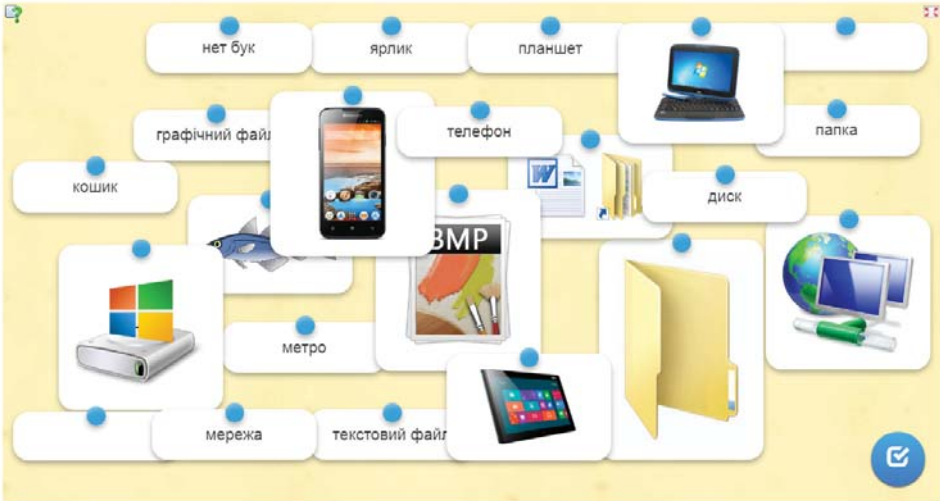 нет бук
ярлик
планшет
графічний файл
телефон
папка
кошик
диск
BMP
метро
мережа
текстовий файл